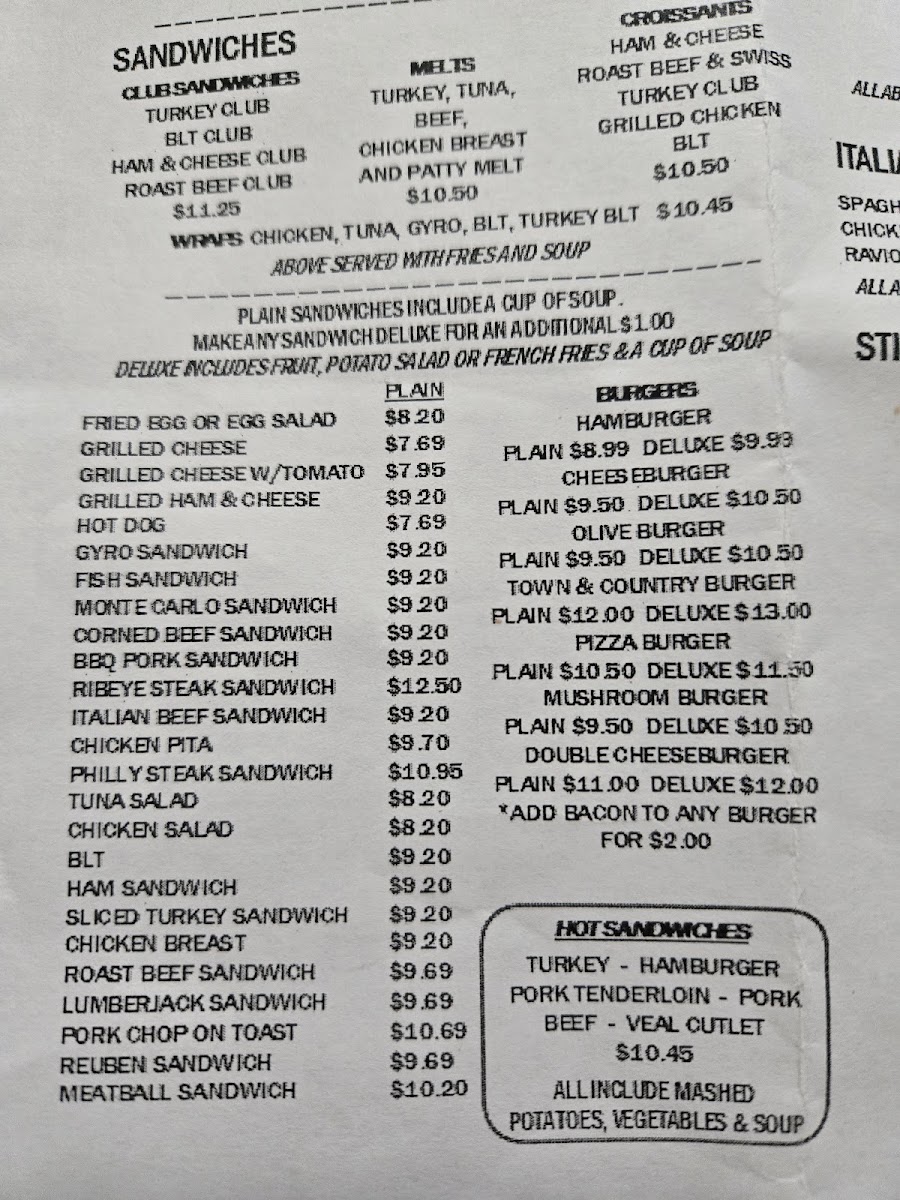 SANDWICHES
CLUB SANDWICHES
TURKEY CLUB
BLT CLUB
HAM & CHEESE CLUB
ROAST BEEF CLUB
$11.25
MELTS
TURKEY, TUNA,
BEEF,
CHICKEN BREAST
AND PATTY MELT
$10.50
CROISSANTS
HAM & CHEESE
ROAST BEEF & SWISS
TURKEY CLUB
GRILLED CHICKEN
BLT
$10.50
WRAPS CHICKEN, TUNA, GYRO, BLT, TURKEY BLT $10.45
ABOVE SERVED WITH FRIES AND SOUP
PLAIN SANDWICHES INCLUDE A CUP OF SOUP.
MAKE ANY SANDWICH DELUXE FOR AN ADDITIONAL $1.00
DELUXE INCLUDES FRUIT, POTATO SALAD OR FRENCH FRIES & A CUP OF SOUP
PLAIN
FRIED EGG OR EGG SALAD $8.20
GRILLED CHEESE $7.69
GRILLED CHEESE W/TOMATO $7.95
GRILLED HAM & CHEESE $9.20
HOT DOG $7.69
GYRO SANDWICH $9.20
FISH SANDWICH $9.20
MONTE CARLO SANDWICH $9.20
CORNED BEEF SANDWICH $9.20
BBQ PORK SANDWICH $9.20
RIBEYE STEAK SANDWICH $12.50
ITALIAN BEEF SANDWICH $9.20
CHICKEN PITA $9.70
PHILLY STEAK SANDWICH $10.95
TUNA SALAD $8.20
CHICKEN SALAD $8.20
BLT $9.20
HAM SANDWICH $9.20
SLICED TURKEY SANDWICH $9.20
CHICKEN BREAST $9.20
ROAST BEEF SANDWICH $9.69
LUMBERJACK SANDWICH $9.69
PORK CHOP ON TOAST $10.69
REUBEN SANDWICH $9.69
MEATBALL SANDWICH $10.20
BURGERS
HAMBURGER
PLAIN $8.99 DELUXE $9.99
CHEESEBURGER
PLAIN $9.50 DELUXE $10.50
OLIVE BURGER
PLAIN $9.50 DELUXE $10.50
TOWN & COUNTRY BURGER
PLAIN $12.00 DELUXE $13.00
PIZZA BURGER
PLAIN $10.50 DELUXE $11.50
MUSHROOM BURGER
PLAIN $9.50 DELUXE $10.50
DOUBLE CHEESEBURGER
PLAIN $11.00 DELUXE $12.00
*ADD BACON TO ANY BURGER
FOR $2.00
HOT SANDWICHES
TURKEY - HAMBURGER
PORK TENDERLOIN - PORK
BEEF - VEAL CUTLET
$10.45
ALL INCLUDE MASHED
POTATOES, VEGETABLES & SOUP
ALL AB
ITALIA
SPAGH
CHICK
RAVIO
ALL A
STI